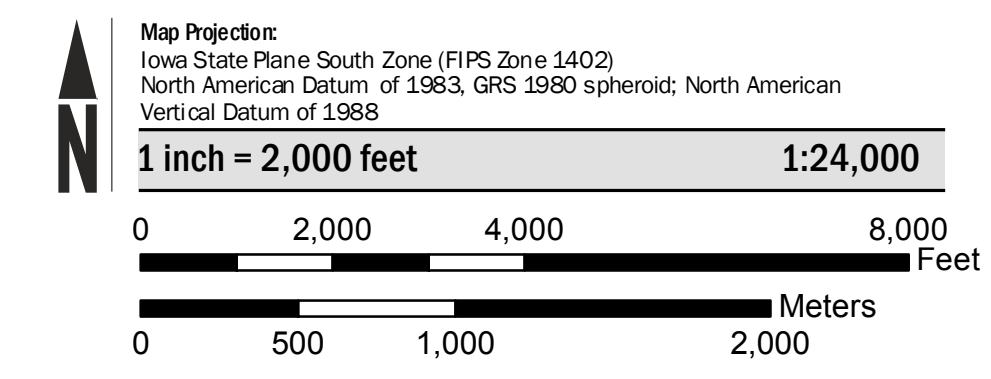 N
Map Projection:
Iowa State Plane South Zone (FIPS Zone 1402)
North American Datum of 1983, GRS 1980 spheroid; North American
Vertical Datum of 1988
1 inch = 2,000 feet 1:24,000
0 2,000 4,000 8,000
Feet
Meters
0 500 1,000 2,000